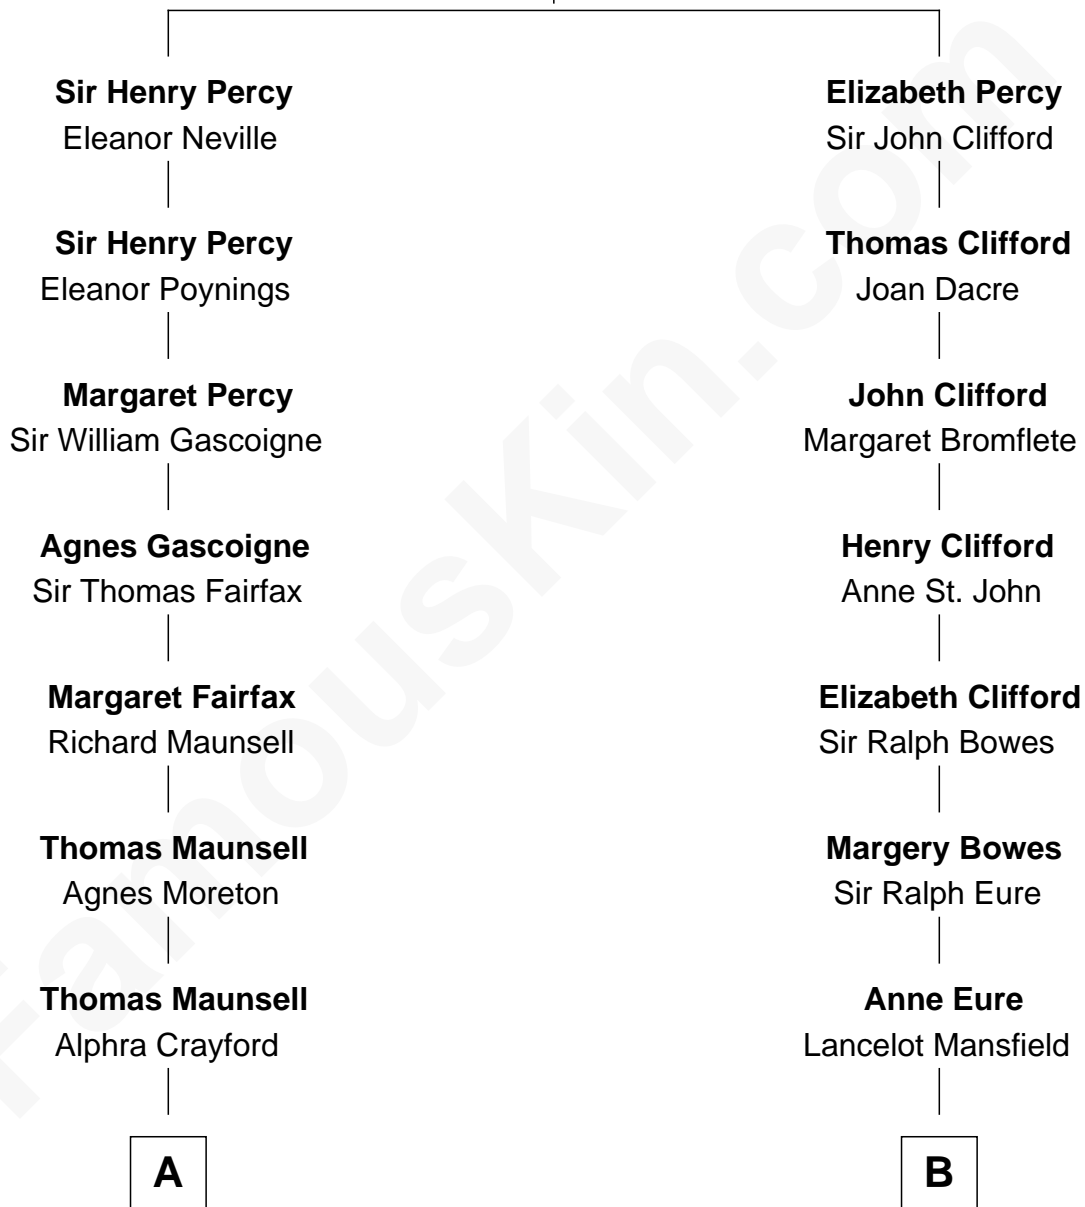 Sir Henry Percy
Eleanor Neville
Sir Henry Percy
Eleanor Poynings
Margaret Percy
Sir William Gascoigne
Agnes Gascoigne
Sir Thomas Fairfax
Margaret Fairfax
Richard Maunsell
Thomas Maunsell
Agnes Moreton
Thomas Maunsell
Alphra Crayford
A
Elizabeth Percy
Sir John Clifford
Thomas Clifford
Joan Dacre
John Clifford
Margaret Bromflete
Henry Clifford
Anne St. John
Elizabeth Clifford
Sir Ralph Bowes
Margery Bowes
Sir Ralph Eure
Anne Eure
Lancelot Mansfield
B
FamousKin.com